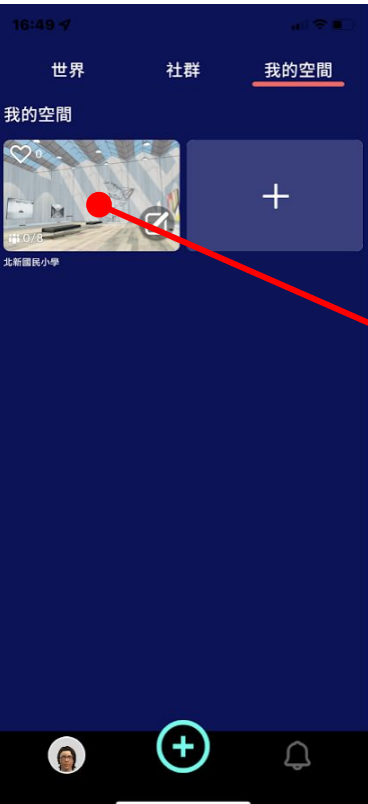 16:49
世界 社群 我的空間
我的空間
0
0/8
北新國民小學